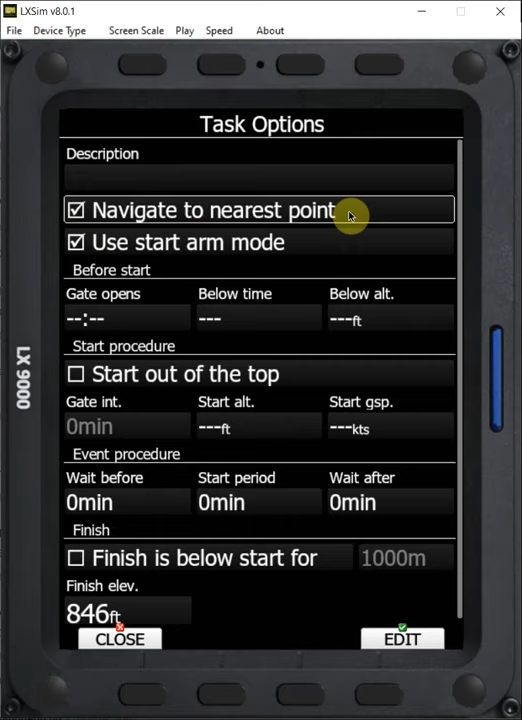 LXSim v8.0.1
File Device Type Screen Scale Play Speed About
Task Options
Description
Navigate to nearest point
Use start arm mode
Before start
Gate opens Below time Below alt.
--:-- --- ---ft
Start procedure
Start out of the top
Gate int. Start alt. Start gsp.
0min ---ft ---kts
Event procedure
Wait before Start period Wait after
0min 0min 0min
Finish
Finish is below start for 1000m
Finish elev.
846ft
CLOSE EDIT
LX 9000